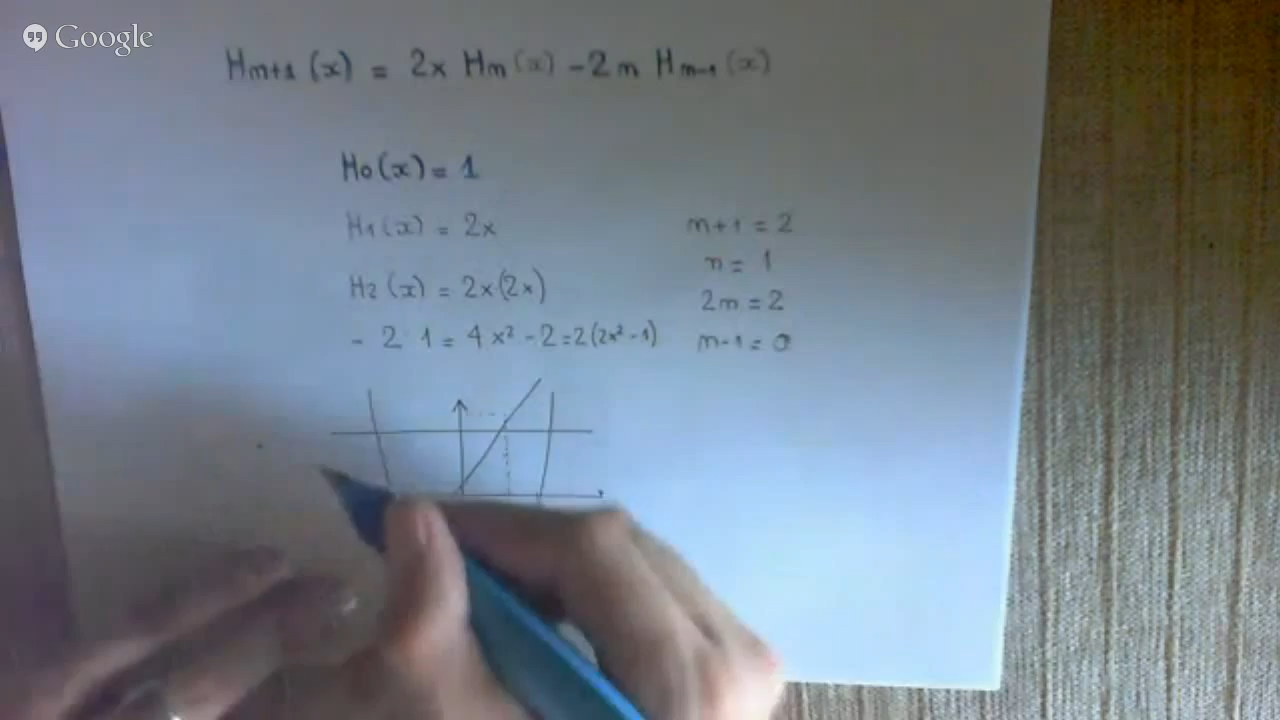 Google
Hm+1 (x) = 2x Hm (x) - 2m Hm-1 (x)
H0(x) = 1
H1(x) = 2x
m+1 = 2
n = 1
H2(x) = 2x(2x)
2m = 2
- 2 1 = 4x² - 2 = 2(2x² - 1)
m-1 = 0